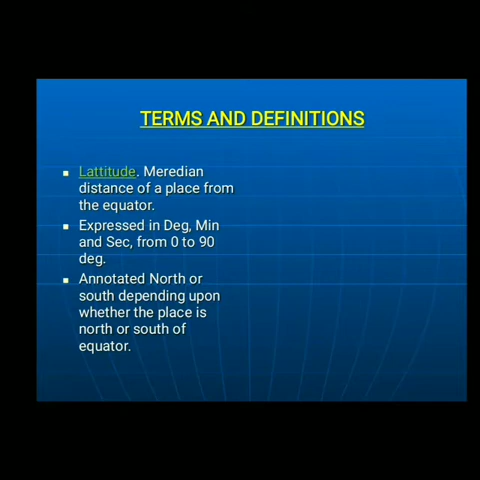 TERMS AND DEFINITIONS
Lattitude. Meredian
distance of a place from
the equator.
Expressed in Deg, Min
and Sec, from 0 to 90
deg.
Annotated North or
south depending upon
whether the place is
north or south of
equator.